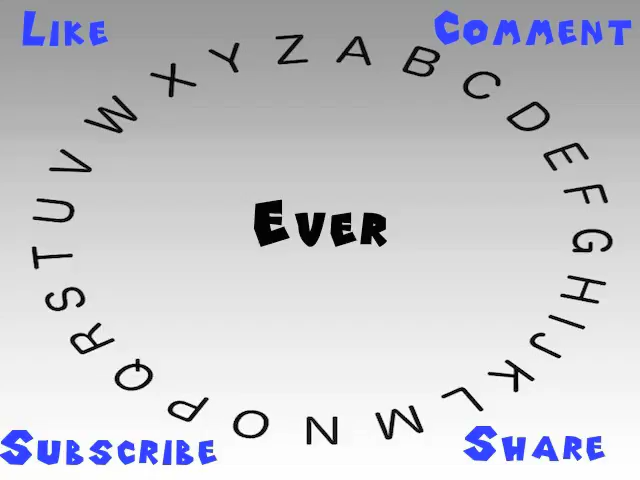 Like
Comment
A B C D E F G H I J K L M N O P Q R S T U V W X Y Z
Ever
Subscribe
Share